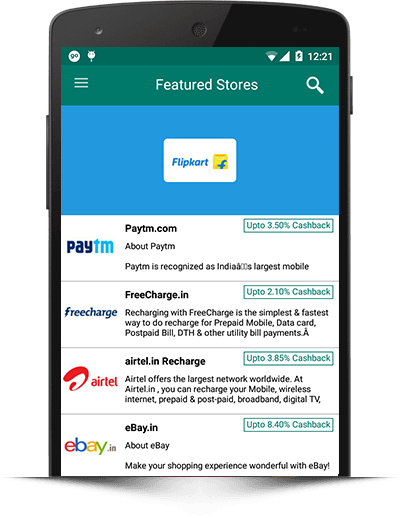 go
12:21
Featured Stores
Flipkart
Paytm
Paytm.com
Upto 3.50% Cashback
About Paytm
Paytm is recognized as Indiaâ��s largest mobile
freecharge
FreeCharge.in
Upto 2.10% Cashback
Recharging with FreeCharge is the simplest & fastest
way to do recharge for Prepaid Mobile, Data card,
Postpaid Bill, DTH & other utility bill payments.Â
airtel
airtel.in Recharge
Upto 3.85% Cashback
Airtel offers the largest network worldwide. At
Airtel.in , you can recharge your Mobile, wireless
internet, prepaid & post-paid, broadband, digital TV,
ebay.in
eBay.in
Upto 8.40% Cashback
About eBay
Make your shopping experience wonderful with eBay!